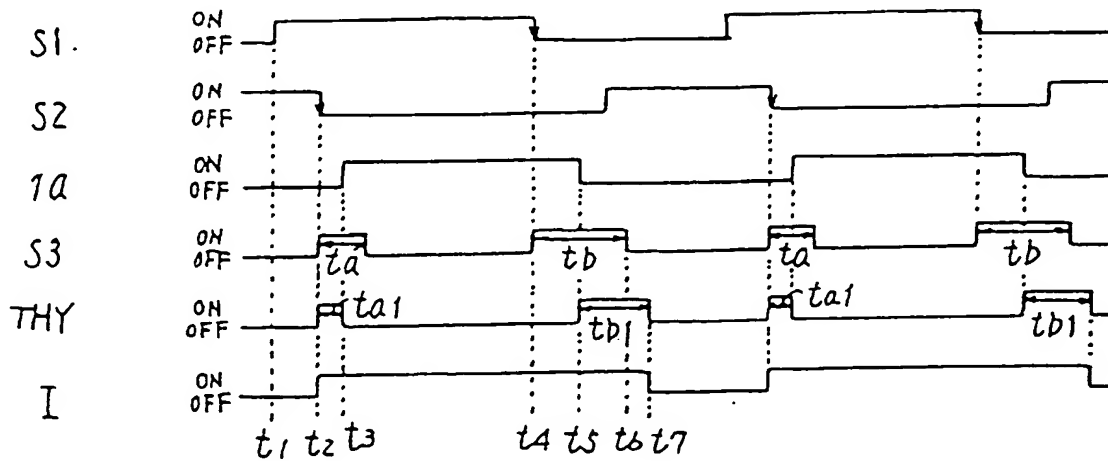 S1.
ON
OFF
S2
ON
OFF
1a
ON
OFF
S3
ON
OFF
ta
tb
ta
tb
THY
ON
OFF
ta1
tb1
ta1
tb1
I
ON
OFF
t1 t2 t3 t4 t5 t6 t7